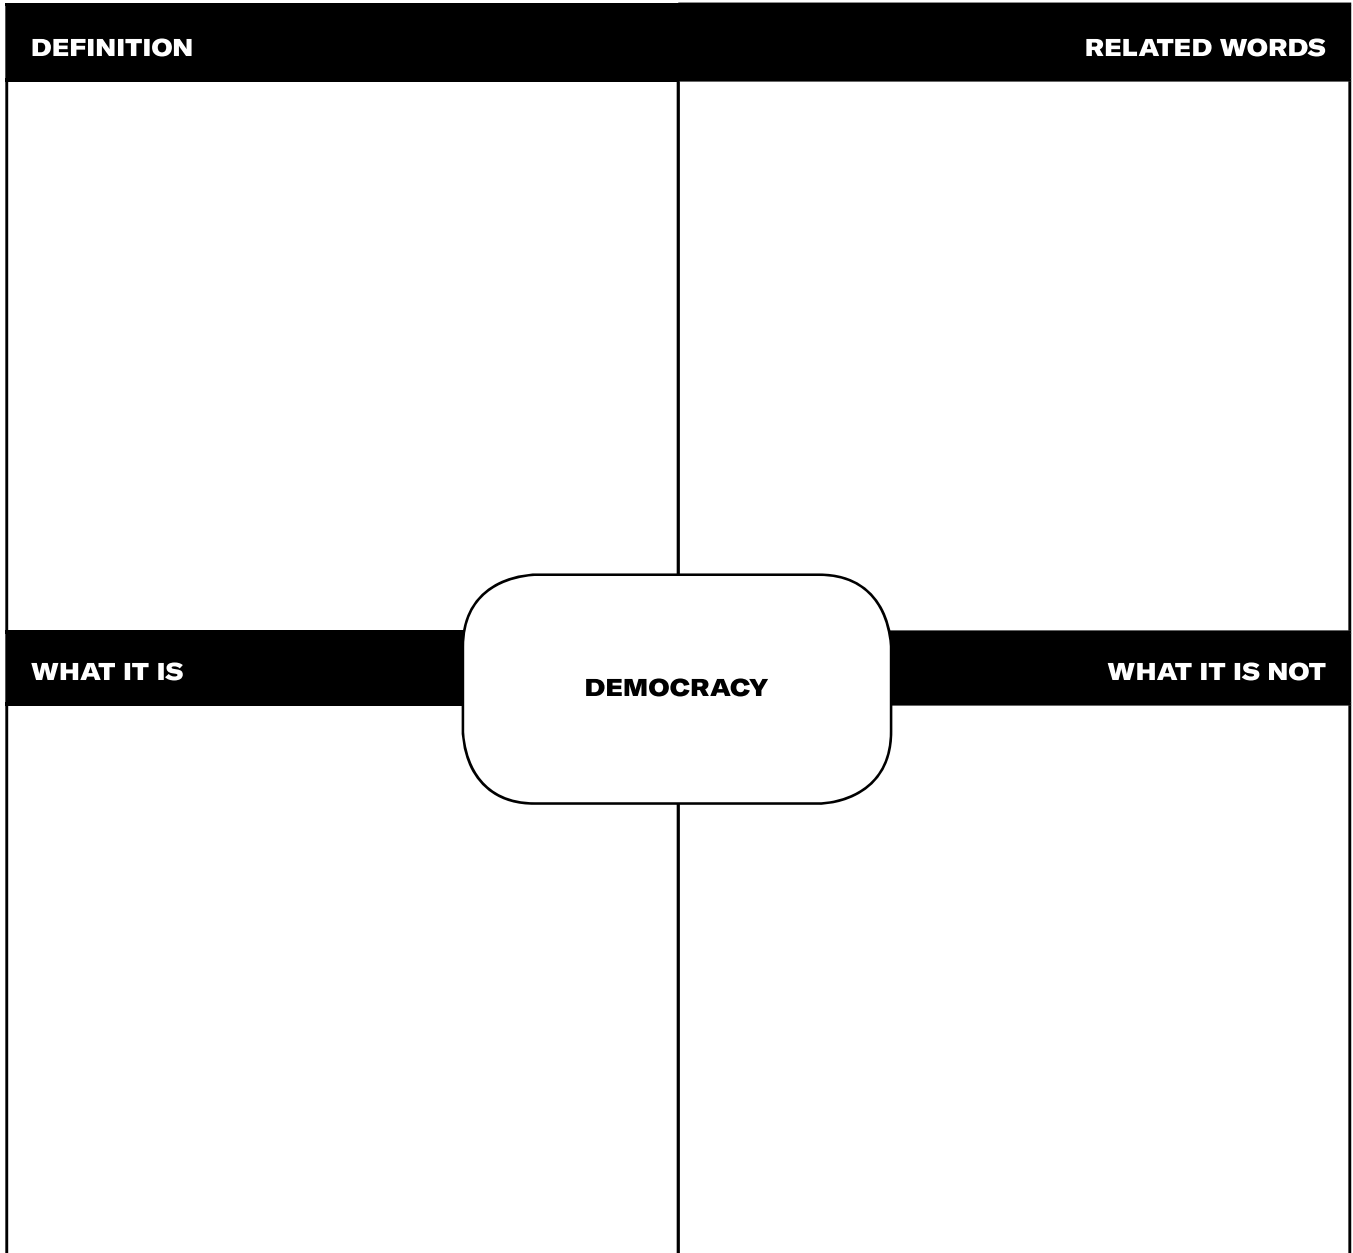 DEFINITION
RELATED WORDS
WHAT IT IS
DEMOCRACY
WHAT IT IS NOT